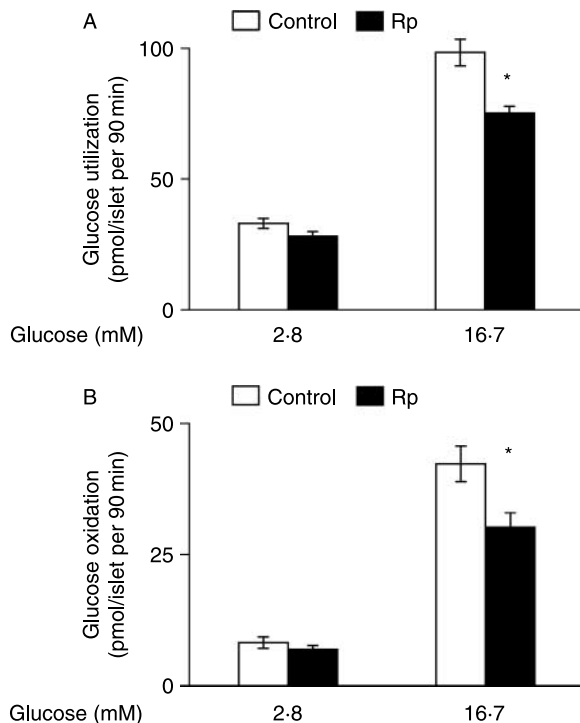 A
Control Rp
Glucose utilization
(pmol/islet per 90 min)
100
50
0
Glucose (mM) 2·8 16·7
*
B
Control Rp
Glucose oxidation
(pmol/islet per 90 min)
50
25
0
Glucose (mM) 2·8 16·7
*